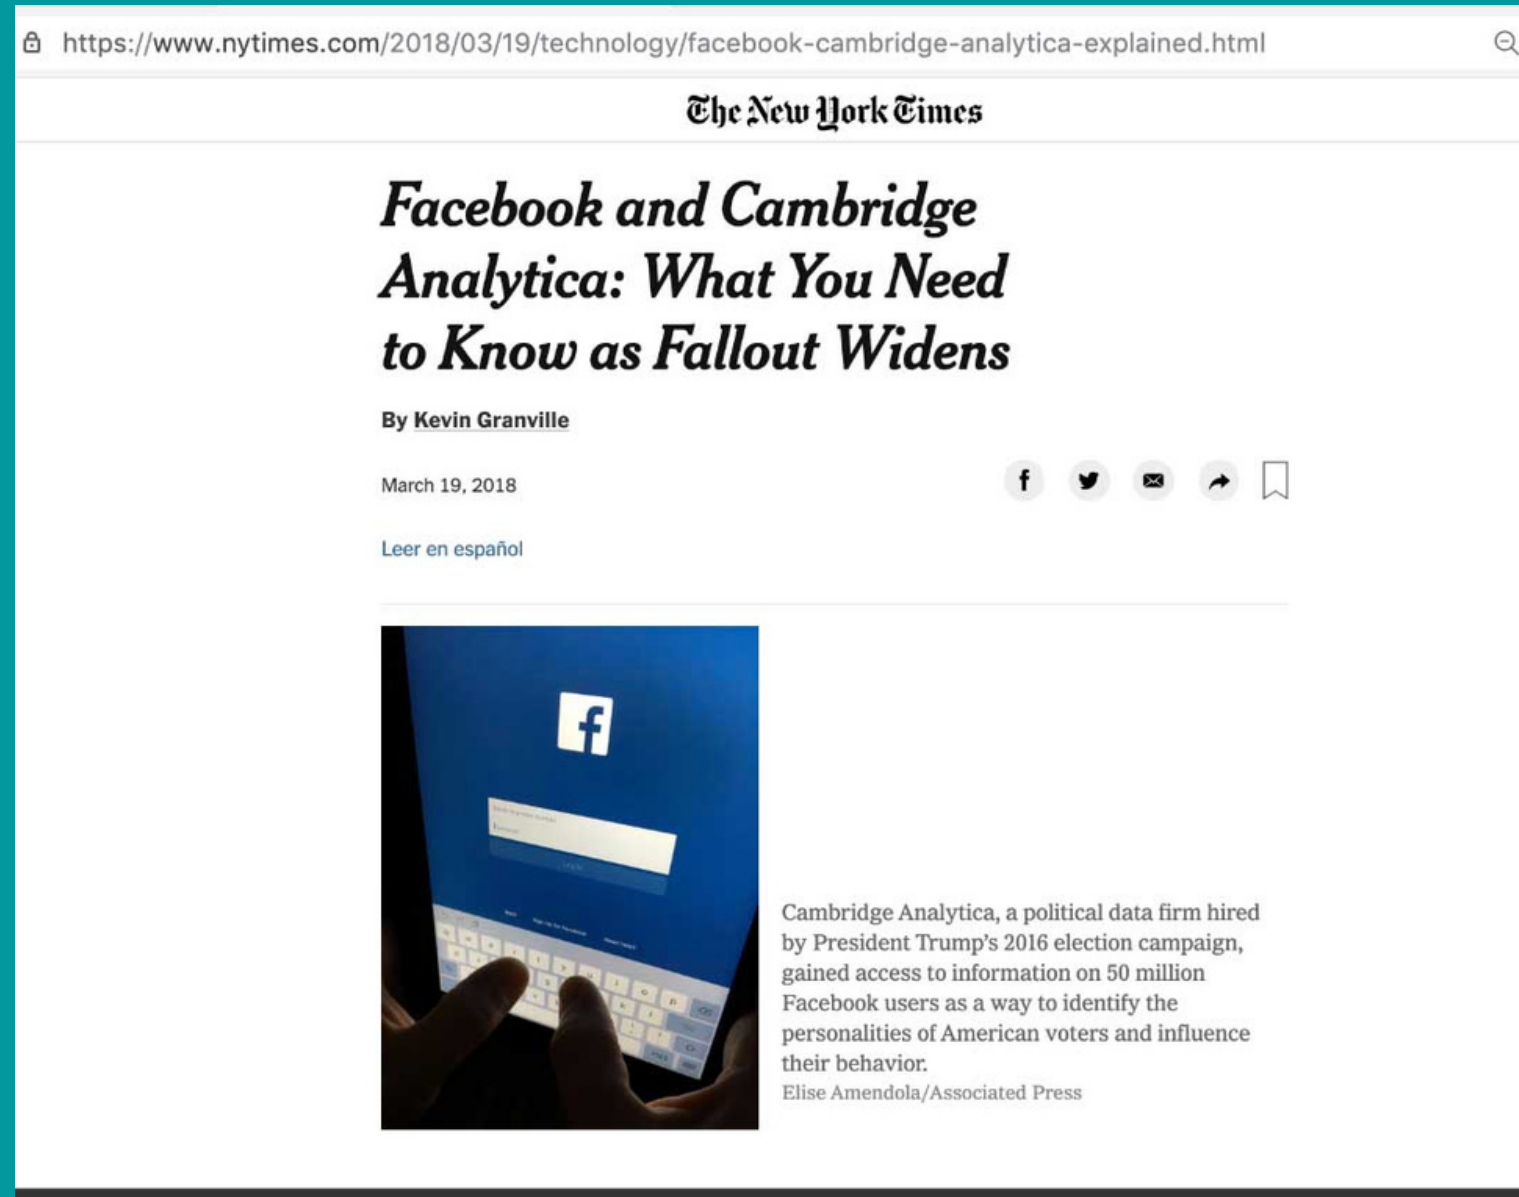 https://www.nytimes.com/2018/03/19/technology/facebook-cambridge-analytica-explained.html
The New York Times
Facebook and Cambridge
Analytica: What You Need
to Know as Fallout Widens
By Kevin Granville
March 19, 2018
Leer en español
Cambridge Analytica, a political data firm hired
by President Trump’s 2016 election campaign,
gained access to information on 50 million
Facebook users as a way to identify the
personalities of American voters and influence
their behavior.
Elise Amendola/Associated Press